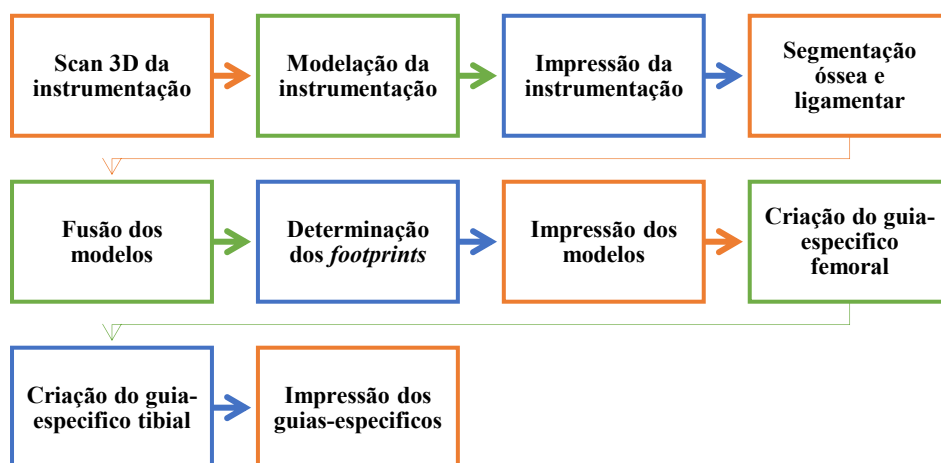 Scan 3D da
instrumentação
Modelação da
instrumentação
Impressão da
instrumentação
Segmentação
óssea e
ligamentar
Fusão dos
modelos
Determinação
dos footprints
Impressão dos
modelos
Criação do guia-
especifico
femoral
Criação do guia-
especifico tibial
Impressão dos
guias-especificos